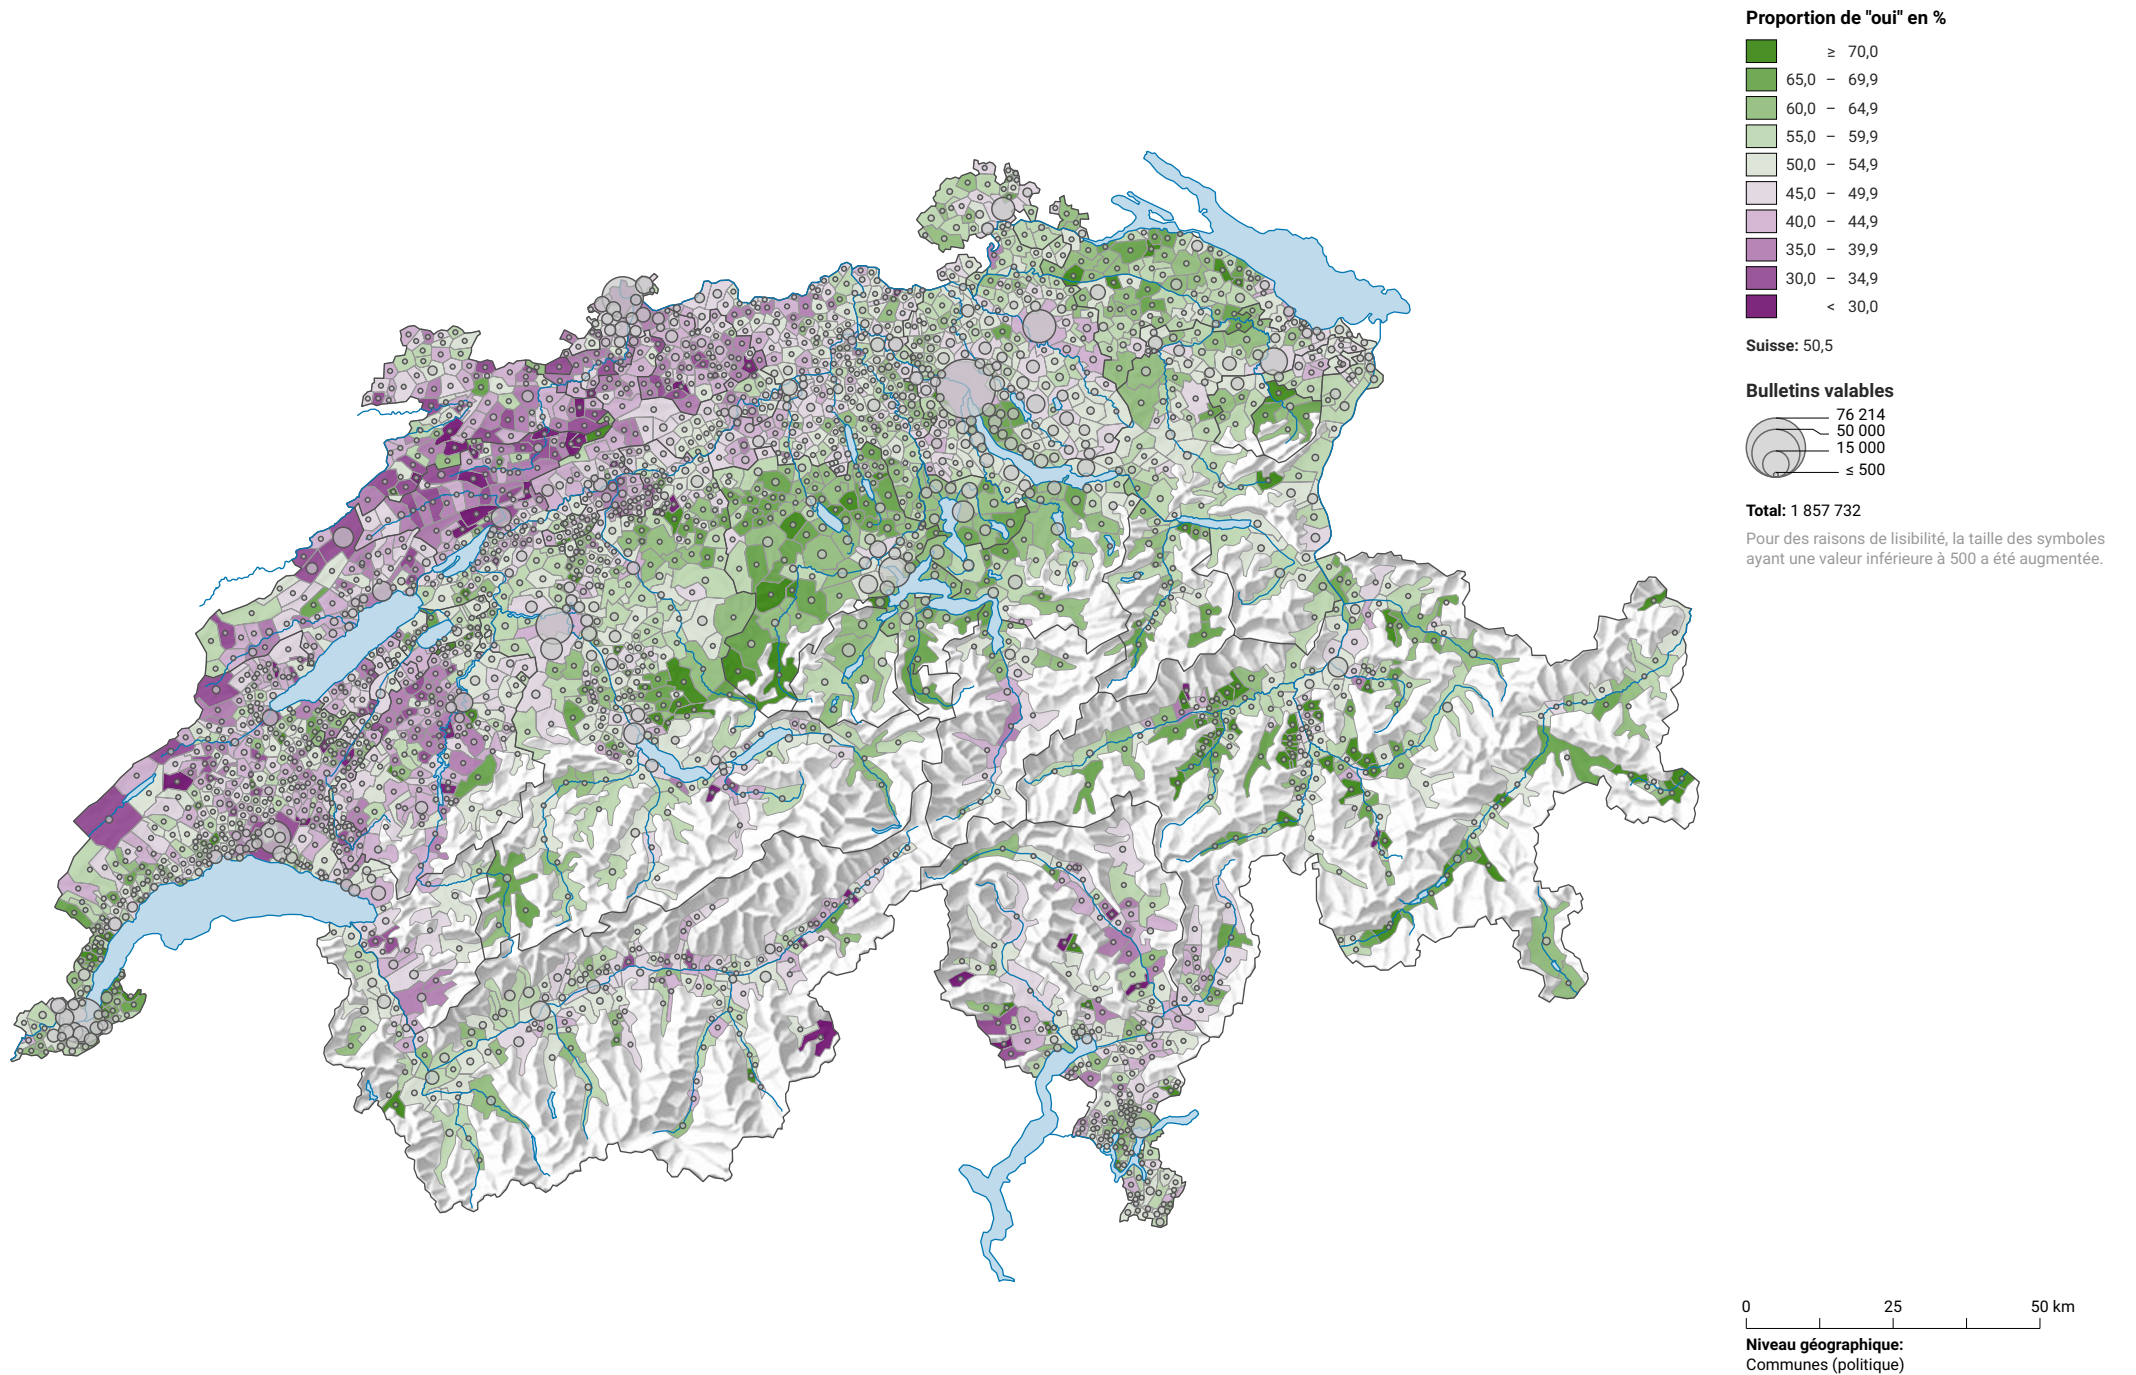 Proportion de "oui" en %
≥ 70,0
65,0 – 69,9
60,0 – 64,9
55,0 – 59,9
50,0 – 54,9
45,0 – 49,9
40,0 – 44,9
35,0 – 39,9
30,0 – 34,9
< 30,0
Suisse: 50,5
Bulletins valables
76 214
50 000
15 000
≤ 500
Total: 1 857 732
Pour des raisons de lisibilité, la taille des symboles
ayant une valeur inférieure à 500 a été augmentée.
0 25 50 km
Niveau géographique:
Communes (politique)